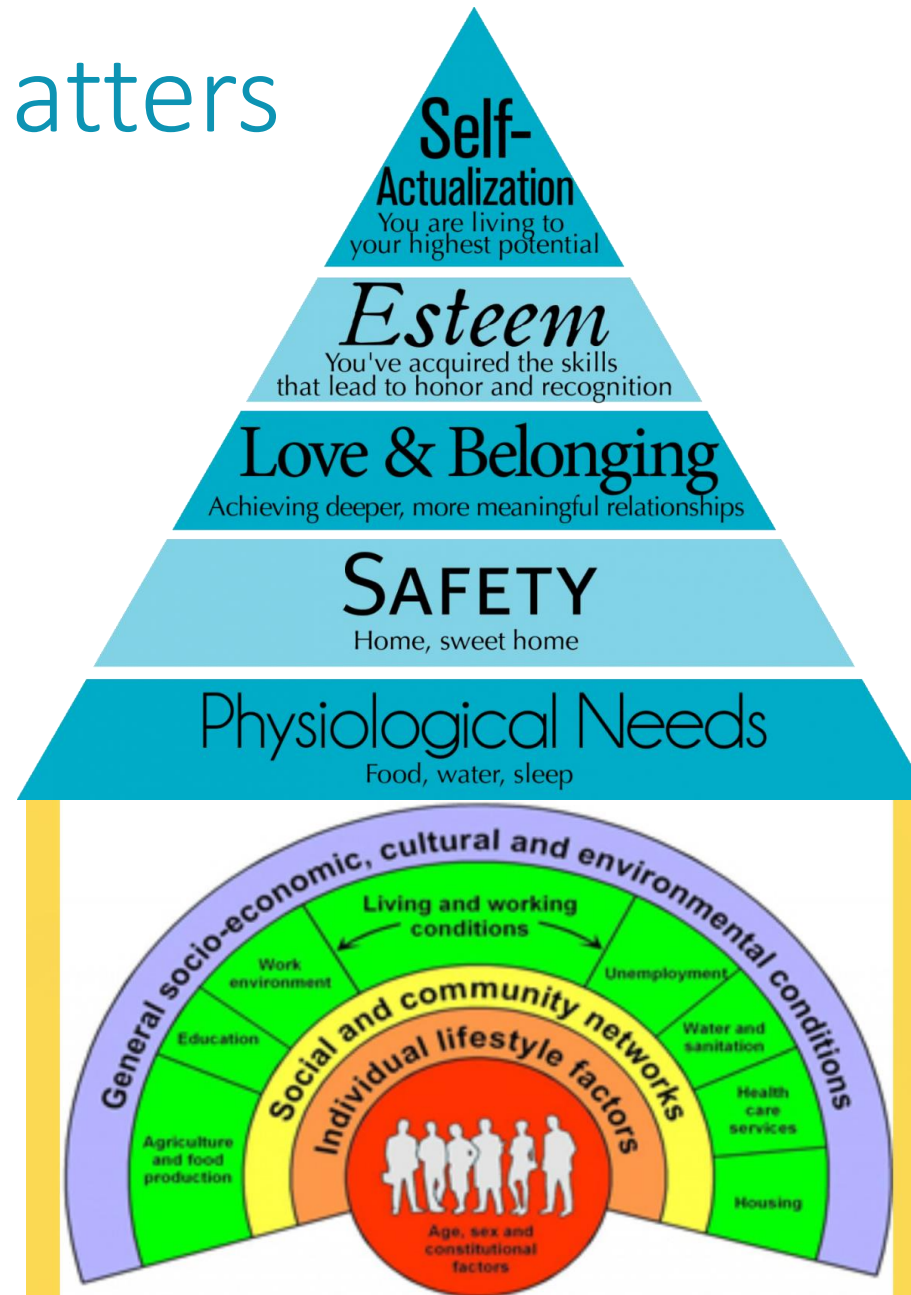 atters
Self-
Actualization
You are living to
your highest potential
Esteem
You've acquired the skills
that lead to honor and recognition
Love & Belonging
Achieving deeper, more meaningful relationships
SAFETY
Home, sweet home
Physiological Needs
Food, water, sleep
General socio-economic, cultural and environmental conditions
Living and working
conditions
Work
environment
Unemployment
Education
Water and
sanitation
Social and community networks
Individual lifestyle factors
Health
care
services
Agriculture
and food
production
Housing
Age, sex and
constitutional
factors